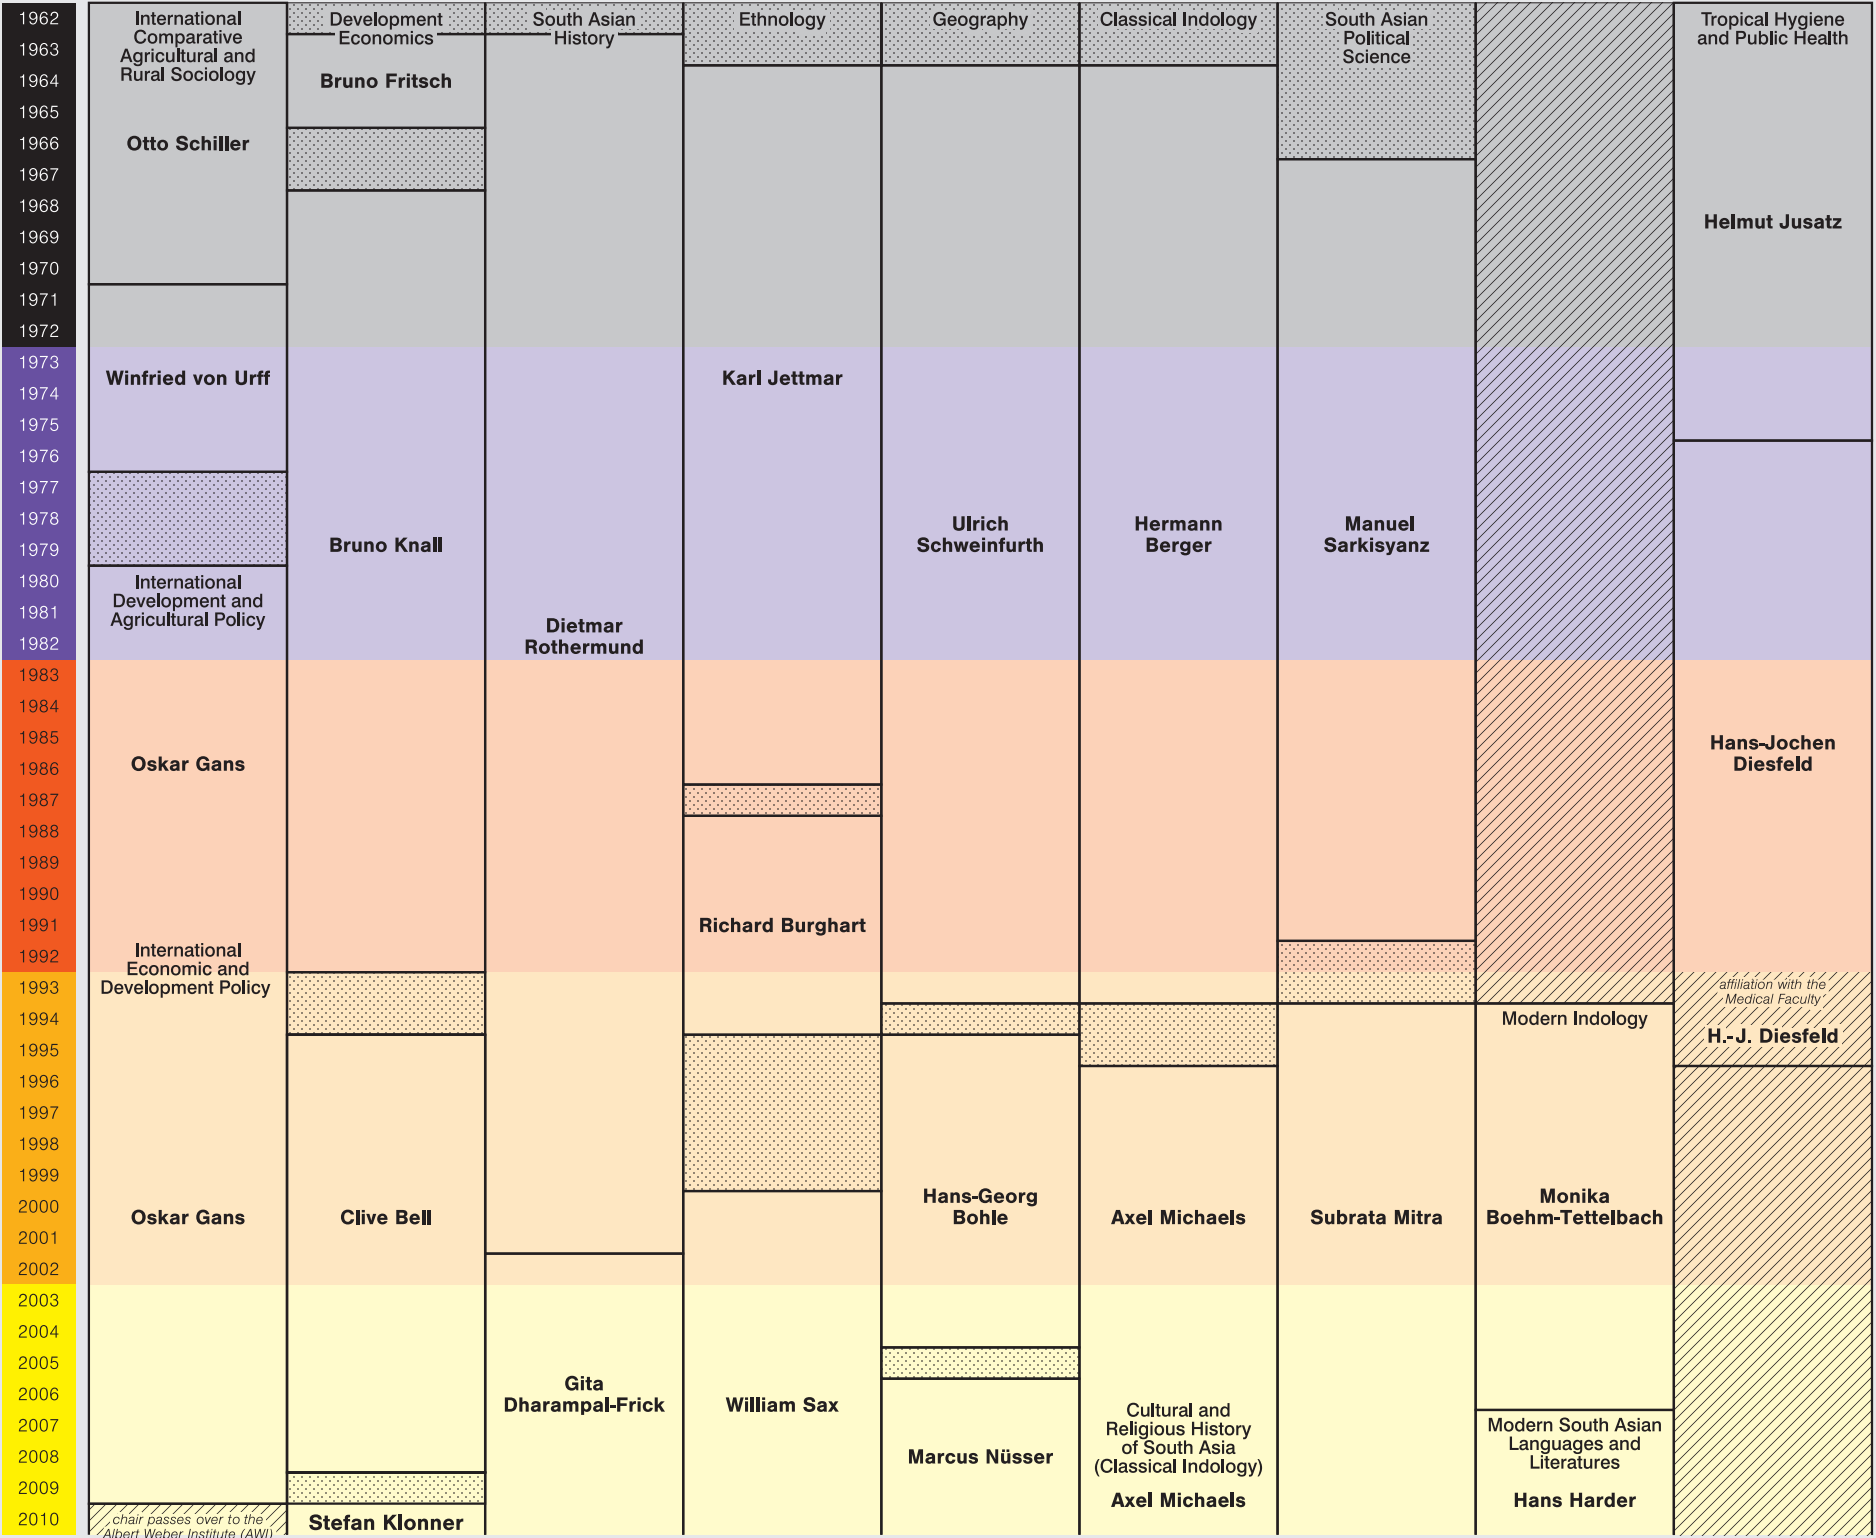 1962
1963
1964
1965
1966
1967
1968
1969
1970
1971
1972
1973
1974
1975
1976
1977
1978
1979
1980
1981
1982
1983
1984
1985
1986
1987
1988
1989
1990
1991
1992
1993
1994
1995
1996
1997
1998
1999
2000
2001
2002
2003
2004
2005
2006
2007
2008
2009
2010
International
Comparative
Agricultural and
Rural Sociology
Otto Schiller
Winfried von Urff
International
Development and
Agricultural Policy
Oskar Gans
International
Economic and
Development Policy
Oskar Gans
chair passes over to the
Albert Weber Institute (AWI)
Development
Economics
Bruno Fritsch
Bruno Knall
Clive Bell
Stefan Klonner
South Asian
History
Dietmar
Rothermund
Gita
Dharampal-Frick
Ethnology
Karl Jettmar
Richard Burghart
William Sax
Geography
Ulrich
Schweinfurth
Hans-Georg
Bohle
Marcus Nüsser
Classical Indology
Hermann
Berger
Axel Michaels
Cultural and
Religious History
of South Asia
(Classical Indology)
Axel Michaels
South Asian
Political
Science
Manuel
Sarkisyanz
Subrata Mitra
Modern Indology
Monika
Boehm-Tettelbach
Modern South Asian
Languages and
Literatures
Hans Harder
Tropical Hygiene
and Public Health
Helmut Jusatz
Hans-Jochen
Diesfeld
affiliation with the
Medical Faculty
H.-J. Diesfeld